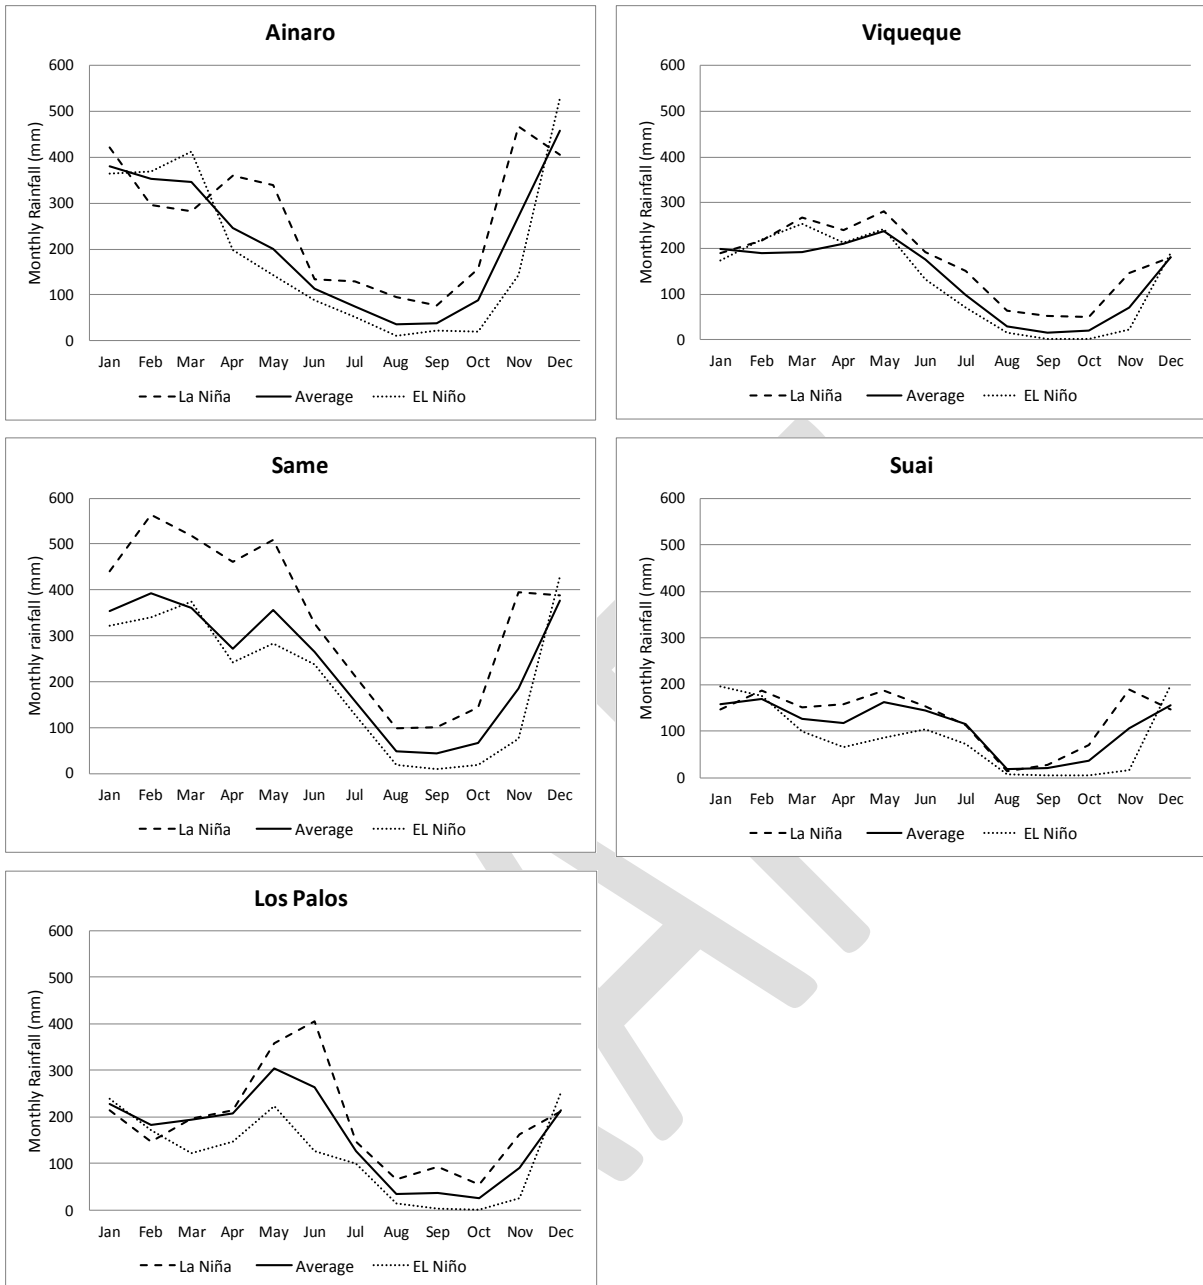 Ainaro
Monthly Rainfall (mm)
600
500
400
300
200
100
0
Jan Feb Mar Apr May Jun Jul Aug Sep Oct Nov Dec
La Niña Average EL Niño
Viqueque
Monthly Rainfall (mm)
600
500
400
300
200
100
0
Jan Feb Mar Apr May Jun Jul Aug Sep Oct Nov Dec
La Niña Average EL Niño
Same
Monthly rainfall (mm)
600
500
400
300
200
100
0
Jan Feb Mar Apr May Jun Jul Aug Sep Oct Nov Dec
La Niña Average EL Niño
Suai
Monthly Rainfall (mm)
600
500
400
300
200
100
0
Jan Feb Mar Apr May Jun Jul Aug Sep Oct Nov Dec
La Niña Average EL Niño
Los Palos
Monthly Rainfall (mm)
600
500
400
300
200
100
0
Jan Feb Mar Apr May Jun Jul Aug Sep Oct Nov Dec
La Niña Average EL Niño